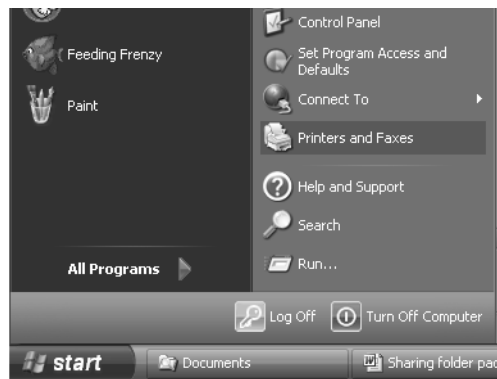 Control Panel
Feeding Frenzy
Set Program Access and
Defaults
Paint
Connect To
Printers and Faxes
Help and Support
Search
All Programs
Run...
Log Off
Turn Off Computer
start
Documents
Sharing folder pac